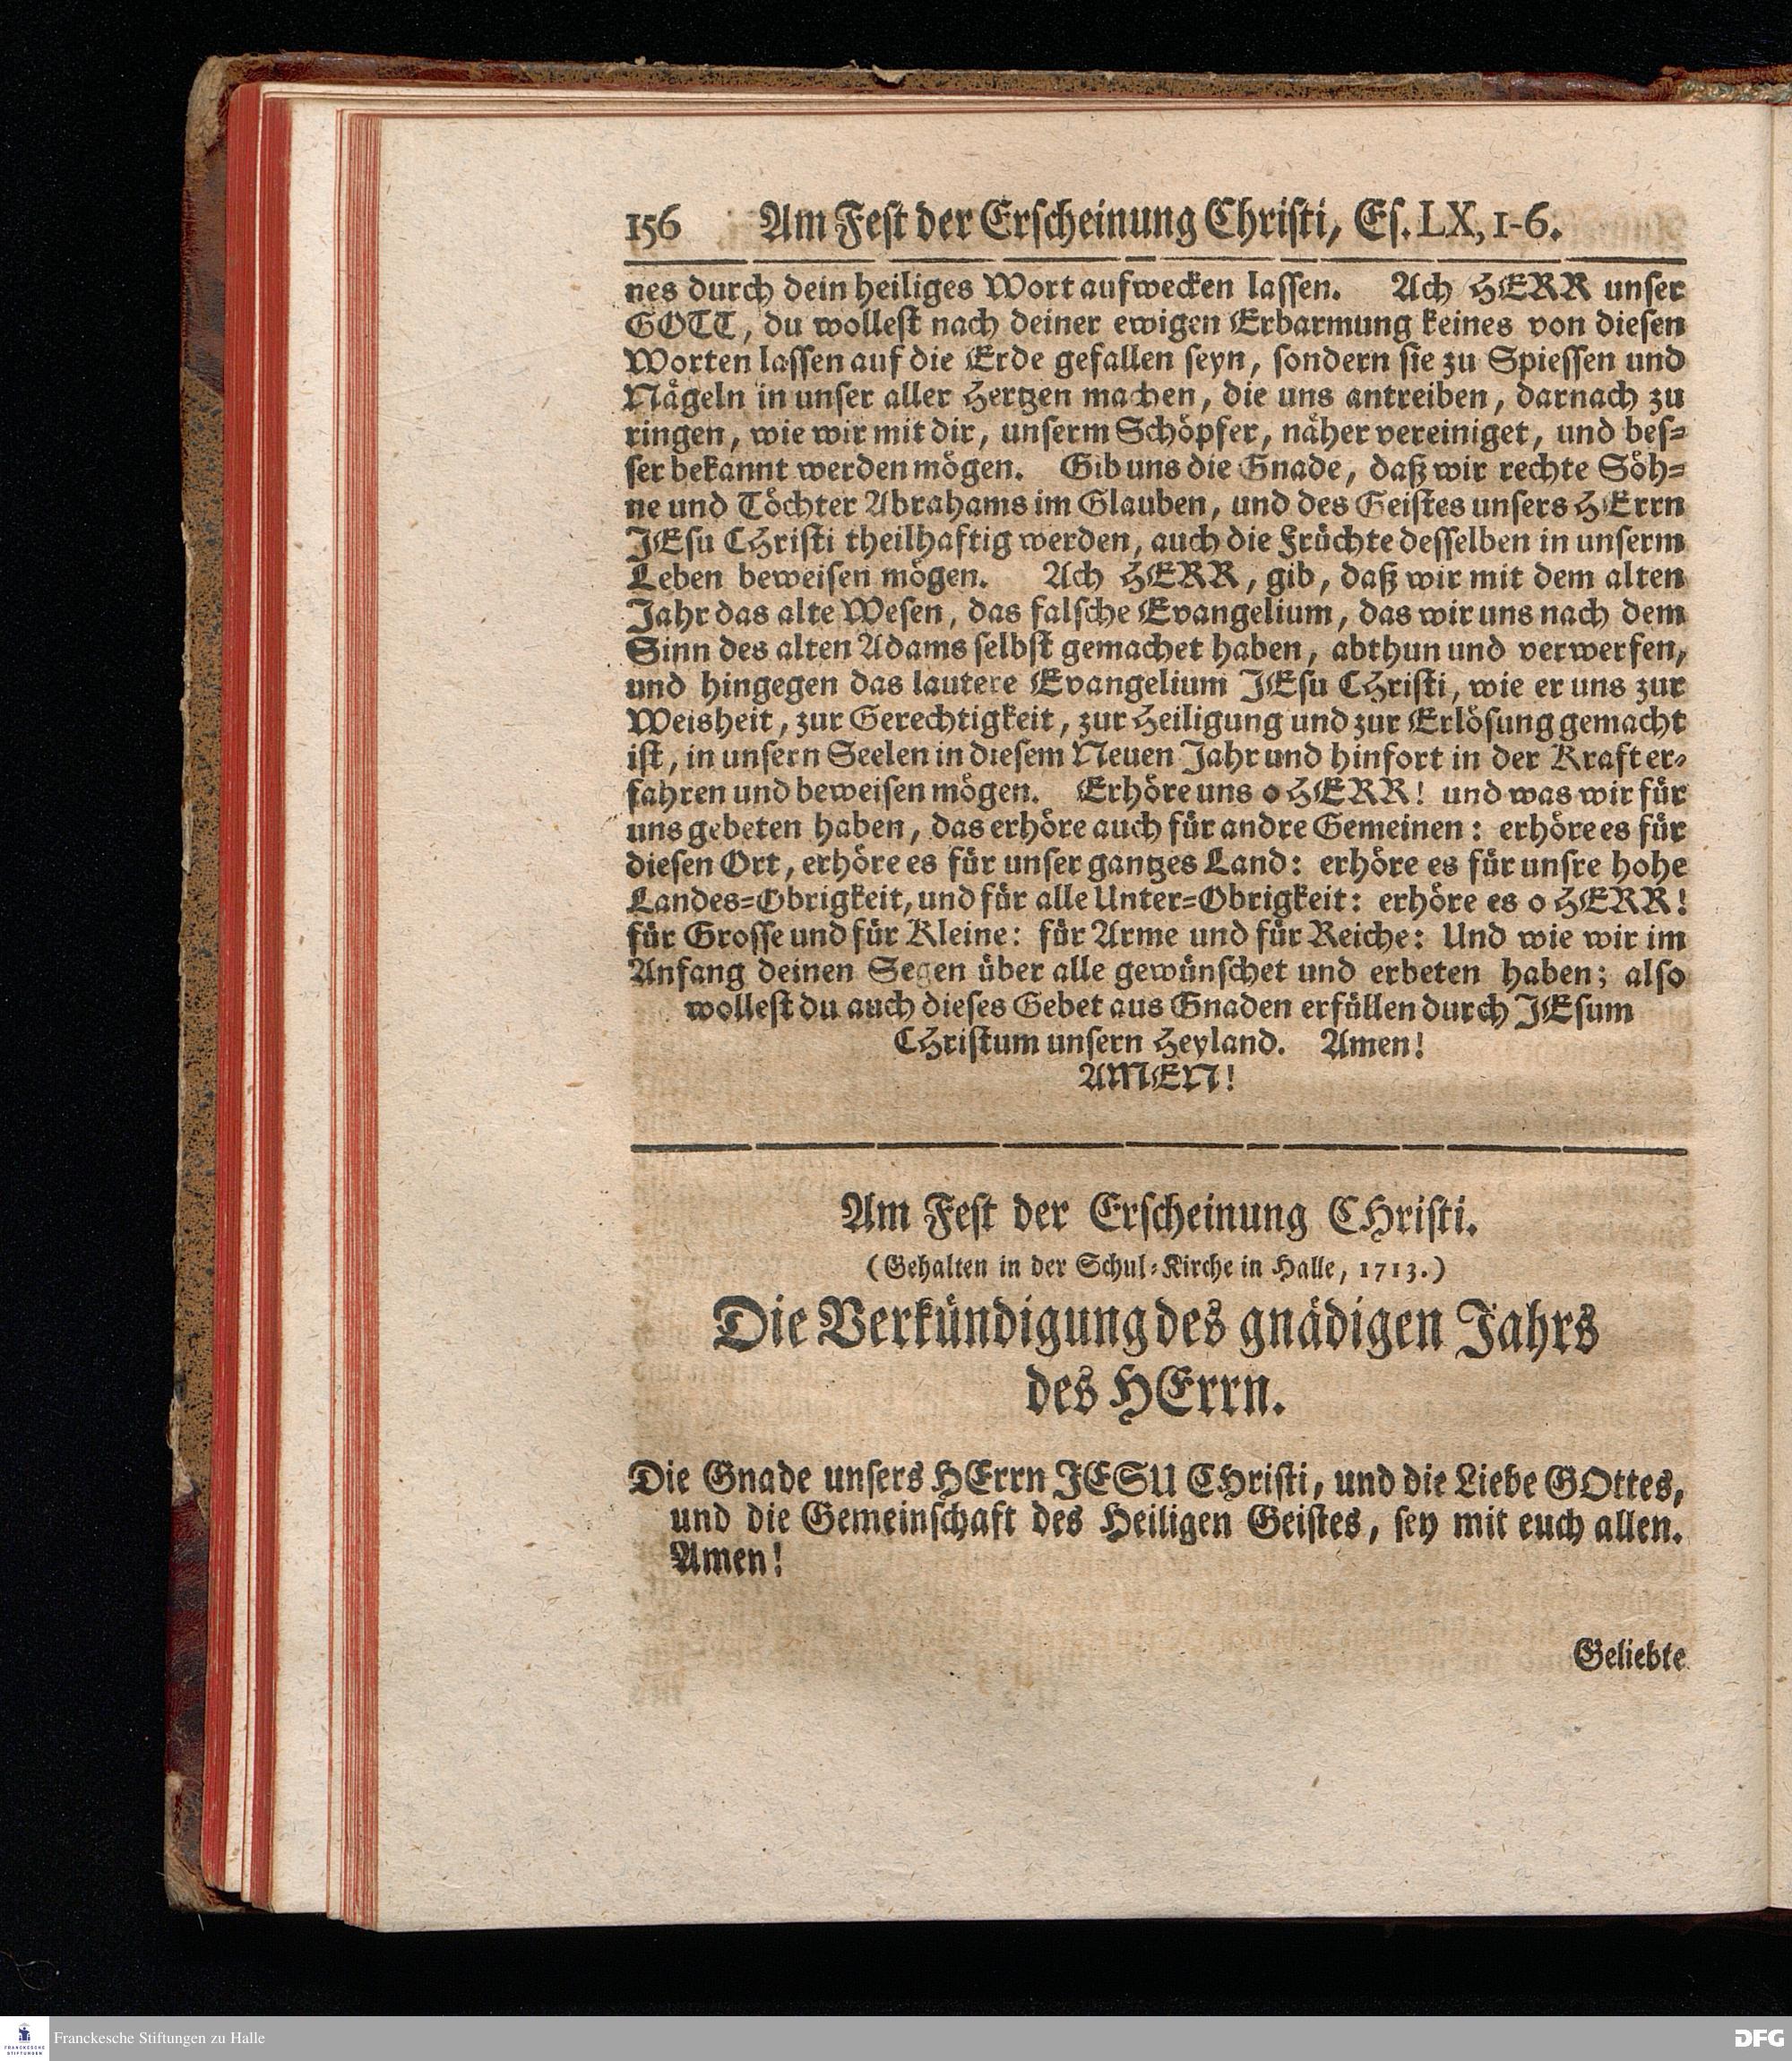 156 Am Fest der Erscheinung Christi, Es. LX, 1-6.
nes durch dein heiliges Wort aufwecken lassen. Ach HERR unser
GOTT, du wollest nach deiner ewigen Erbarmung keines von diesen
Worten lassen auf die Erde gefallen seyn, sondern sie zu Spiessen und
Nägeln in unser aller Hertzen machen, die uns antreiben, darnach zu
ringen, wie wir mit dir, unserm Schöpfer, näher vereiniget, und bes-
ser bekannt werden mögen. Gib uns die Gnade, daß wir rechte Söh-
ne und Töchter Abrahams im Glauben, und des Geistes unsers HErrn
JEsu CHristi theilhaftig werden, auch die Früchte desselben in unserm
Leben beweisen mögen. Ach HERR, gib, daß wir mit dem alten
Jahr das alte Wesen, das falsche Evangelium, das wir uns nach dem
Sinn des alten Adams selbst gemachet haben, abthun und verwerfen,
und hingegen das lautere Evangelium JEsu CHristi, wie er uns zur
Weisheit, zur Gerechtigkeit, zur Heiligung und zur Erlösung gemacht
ist, in unsern Seelen in diesem Neuen Jahr und hinfort in der Kraft er-
fahren und beweisen mögen. Erhöre uns o HERR! und was wir für
uns gebeten haben, das erhöre auch für andre Gemeinen: erhöre es für
diesen Ort, erhöre es für unser gantzes Land: erhöre es für unsre hohe
Landes-Obrigkeit, und für alle Unter-Obrigkeit: erhöre es o HERR!
für Grosse und für Kleine: für Arme und für Reiche: Und wie wir im
Anfang deinen Segen über alle gewünschet und erbeten haben; also
wollest du auch dieses Gebet aus Gnaden erfüllen durch JEsum
CHristum unsern Heyland. Amen!
AMEN!
Am Fest der Erscheinung CHristi.
(Gehalten in der Schul-Kirche in Halle, 1713.)
Die Verkündigung des gnädigen Jahrs
des HErrn.
Die Gnade unsers HErrn JESU CHristi, und die Liebe GOttes,
und die Gemeinschaft des Heiligen Geistes, sey mit euch allen.
Amen!
Geliebte
FRANCKESCHE
STIFTUNGEN
Franckesche Stiftungen zu Halle
DFG